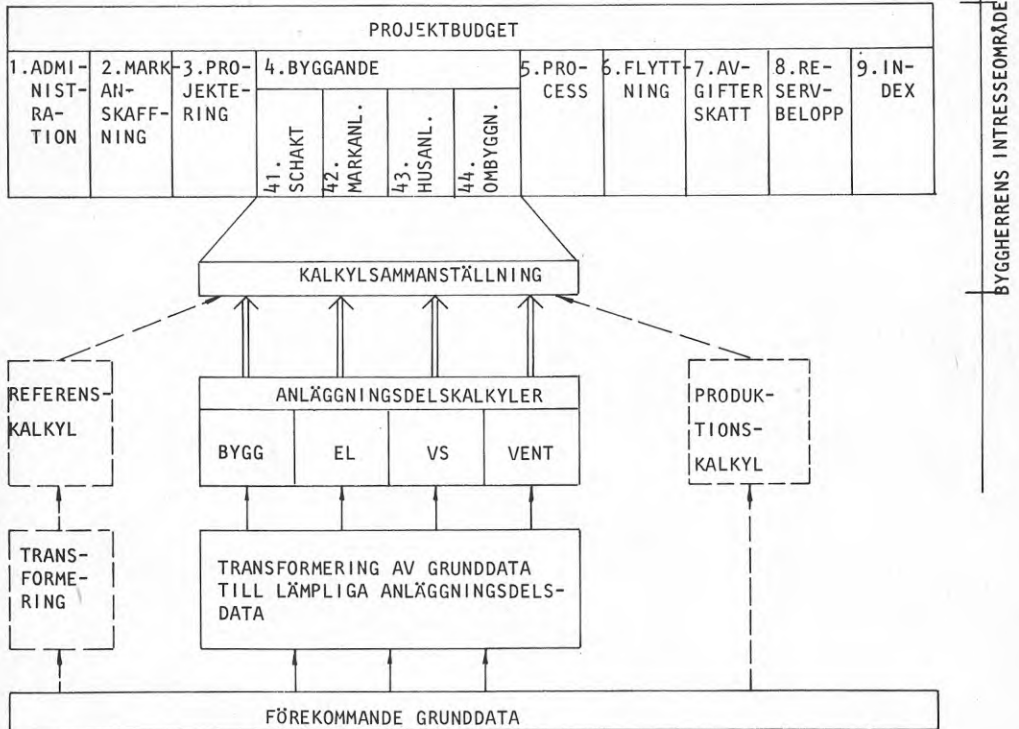 PROJEKTBUDGET
1.ADMI-
NIST-
RA-
TION
2.MARK-
AN-
SKAFF-
NING
3.PRO-
JEKTE-
RING
4.BYGGANDE
41.
SCHAKT
42.
MARKANL.
43.
HUSANL.
44.
OMBYGGN.
5.PRO-
CESS
6.FLYTT-
NING
7.AV-
GIFTER
SKATT
8.RE-
SERV-
BELOPP
9.IN-
DEX
BYGGHERRENS INTRESSEOMRÅDE
KALKYLSAMMANSTÄLLNING
REFERENS-
KALKYL
ANLÄGGNINGSDELSKALKYLER
BYGG
EL
VS
VENT
PRODUK-
TIONS-
KALKYL
TRANS-
FORME-
RING
TRANSFORMERING AV GRUNDDATA
TILL LÄMPLIGA ANLÄGGNINGSDELS-
DATA
FÖREKOMMANDE GRUNDDATA